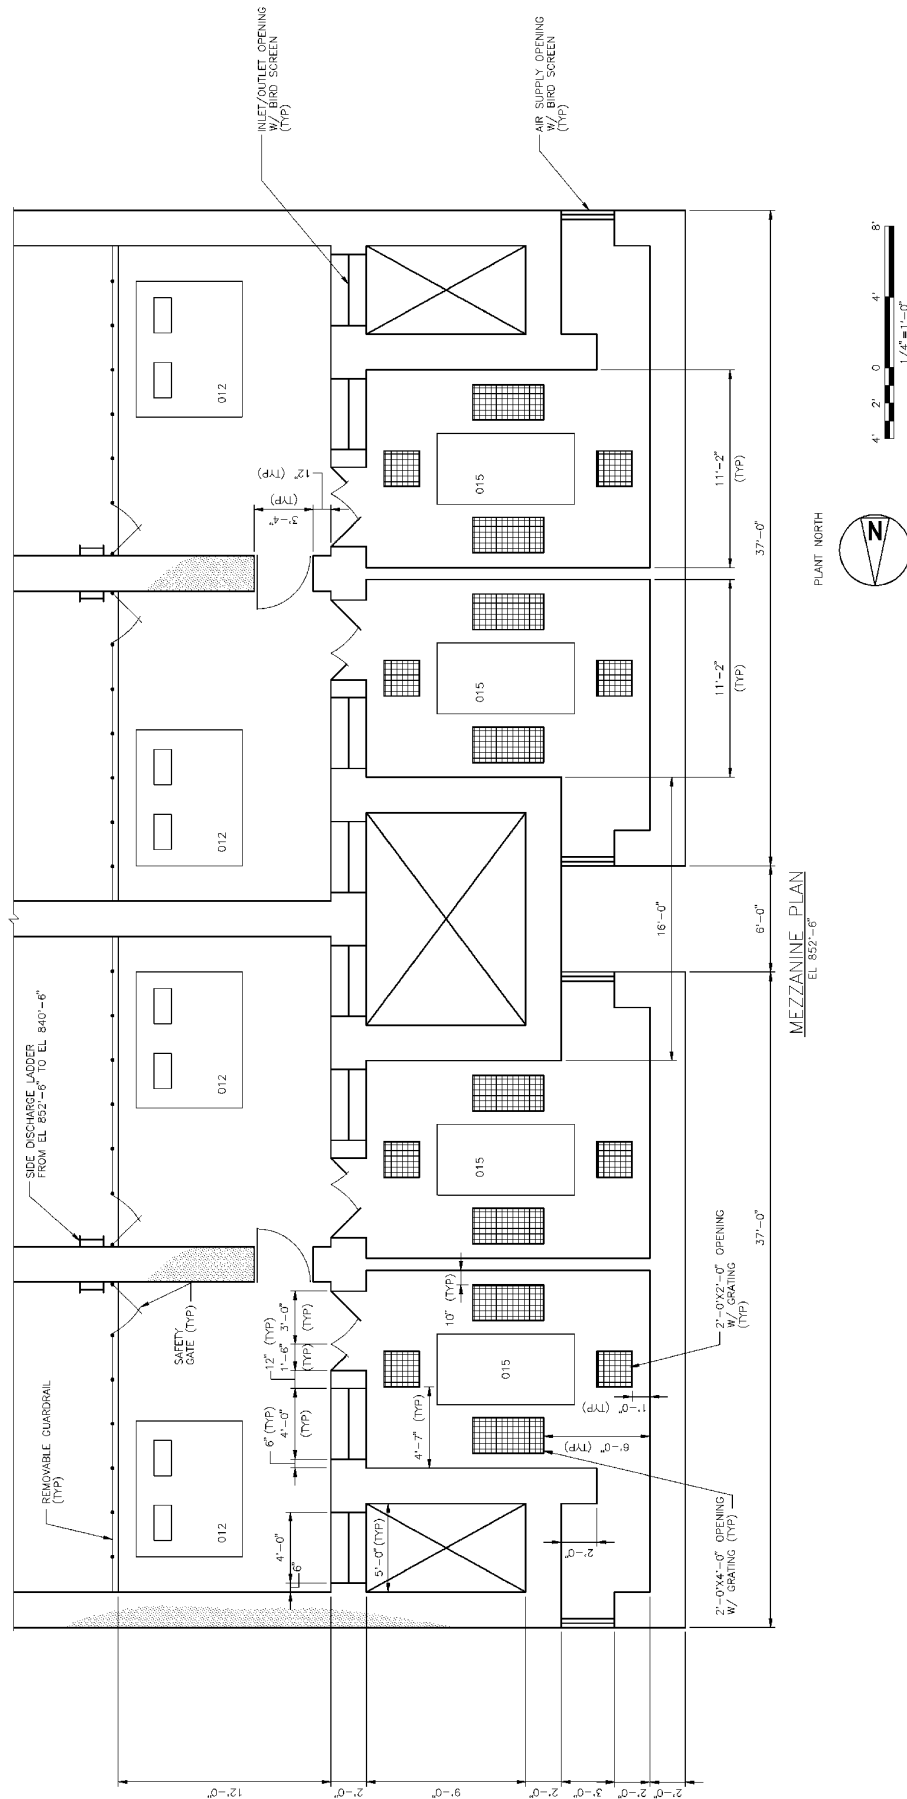 INLET/OUTLET OPENING
W/ BIRD SCREEN
(TYP)
AIR SUPPLY OPENING
W/ BIRD SCREEN
(TYP)
SIDE DISCHARGE LADDER
FROM EL 852'-6" TO EL 840'-6"
REMOVABLE GUARDRAIL
(TYP)
SAFETY
GATE (TYP)
012
012
012
012
015
015
015
015
3'-4"
(TYP)
12" (TYP)
11'-2"
(TYP)
11'-2"
(TYP)
16'-0"
37'-0"
6'-0"
37'-0"
12" (TYP)
3'-0"
(TYP)
1'-6"
(TYP)
6" (TYP)
4'-0"
(TYP)
4'-0"
6"
5'-0" (TYP)
10" (TYP)
4'-7" (TYP)
1'-0" (TYP)
6'-0" (TYP)
2'-0"
2'-0"X2'-0" OPENING
W/ GRATING
(TYP)
2'-0"X4'-0" OPENING
W/ GRATING (TYP)
12'-0"
2'-0"
9'-0"
2'-0"
3'-0"
2'-0"
2'-0"
MEZZANINE PLAN
EL 852'-6"
PLANT NORTH
N
4' 2' 0 4' 8'
1/4"=1'-0"